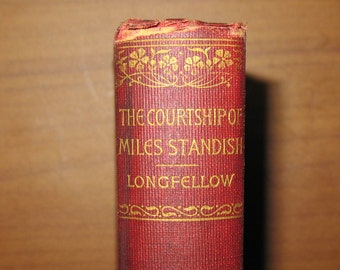 THE COURTSHIP OF
MILES STANDISH
LONGFELLOW